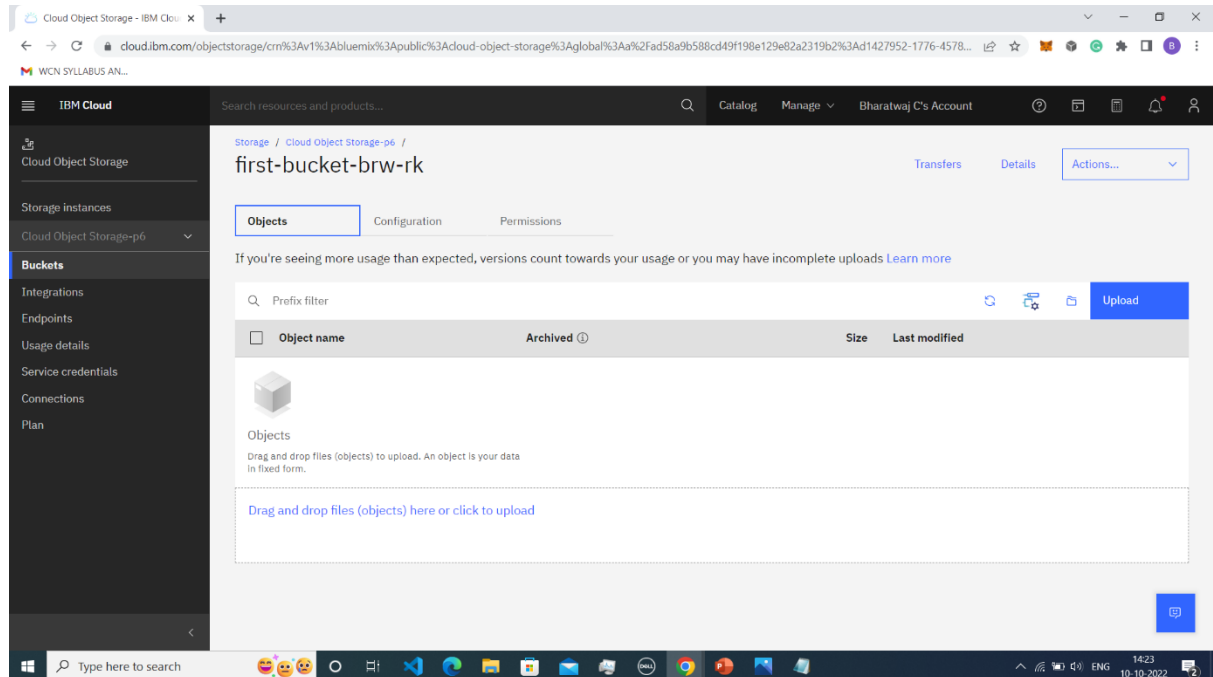 Cloud Object Storage - IBM Clou
cloud.ibm.com/objectstorage/crn%3Av1%3Abluemix%3Apublic%3Acloud-object-storage%3Aglobal%3Aa%2Fad58a9b588cd49f198e129e82a2319b2%3Ad1427952-1776-4578...
B
WCN SYLLABUS AN...
IBM Cloud
Search resources and products...
Catalog
Manage
Bharatwaj C's Account
Cloud Object Storage
Storage instances
Cloud Object Storage-p6
Buckets
Integrations
Endpoints
Usage details
Service credentials
Connections
Plan
Storage / Cloud Object Storage-p6 /
first-bucket-brw-rk
Transfers
Details
Actions...
Objects
Configuration
Permissions
If you're seeing more usage than expected, versions count towards your usage or you may have incomplete uploads Learn more
Prefix filter
Upload
Object name
Archived
Size
Last modified
Objects
Drag and drop files (objects) to upload. An object is your data
in fixed form.
Drag and drop files (objects) here or click to upload
Type here to search
DELL
ENG
14:23
10-10-2022
2